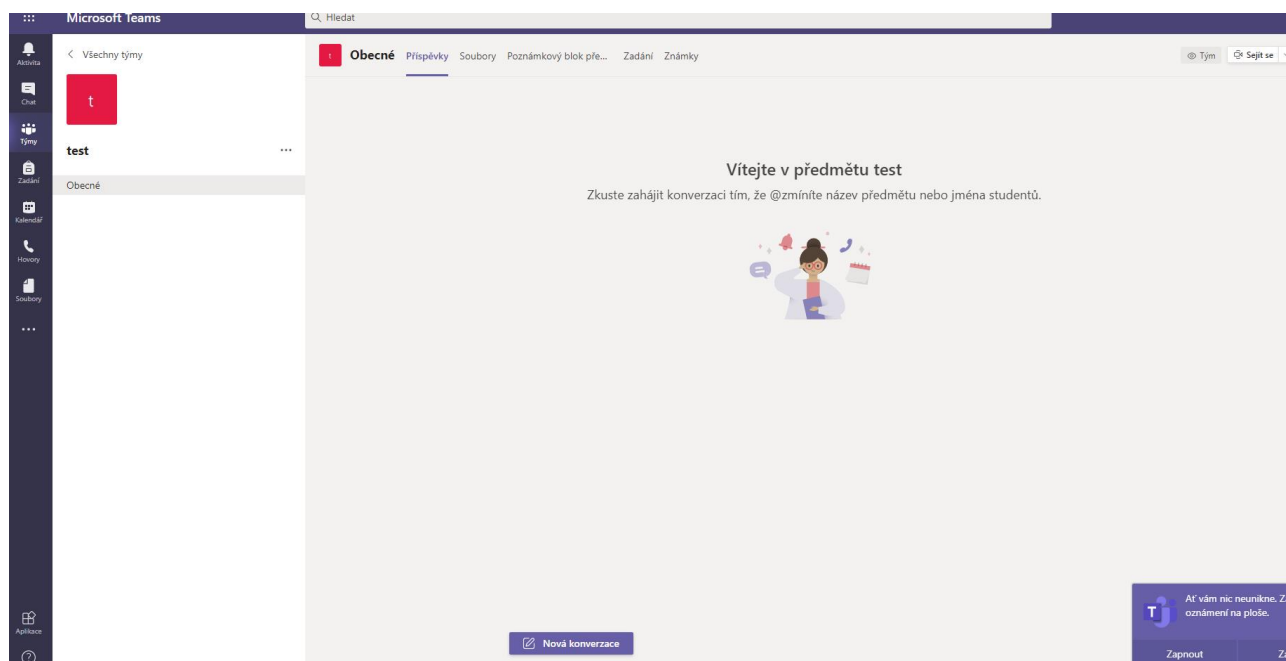 Microsoft Teams
Hledat
Aktivita
Chat
Týmy
Zadání
Kalendář
Hovory
Soubory
Aplikace
Všechny týmy
t
test
Obecné
t
Obecné Příspěvky Soubory Poznámkový blok pře... Zadání Známky
Tým
Sejít se
Vítejte v předmětu test
Zkuste zahájit konverzaci tím, že @zmíníte název předmětu nebo jména studentů.
Nová konverzace
Ať vám nic neunikne.
oznámení na ploše.
Zapnout